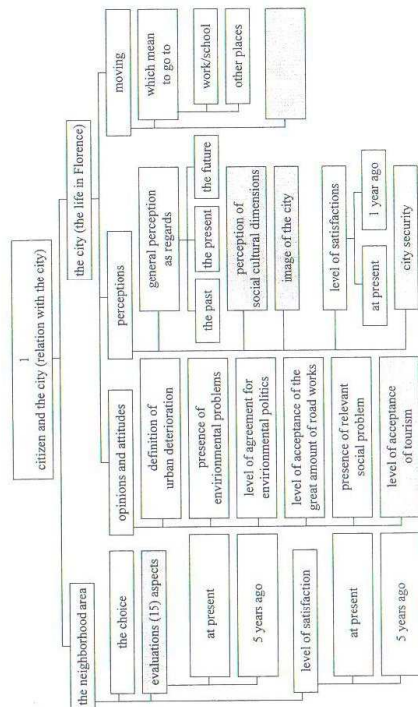 1
citizen and the city (relation with the city)
the neighborhood area
the choice
evaluations (15) aspects
at present
5 years ago
level of satisfaction
at present
5 years ago
the city (the life in Florence)
opinions and attitudes
definition of
urban deterioration
presence of
environmental problems
level of agreement for
environmental politics
level of acceptance of the
great amount of road works
presence of relevant
social problem
level of acceptance
of tourism
perceptions
general perception
as regards
the past
the present
the future
perception of
social cultural dimensions
image of the city
level of satisfactions
at present
1 year ago
city security
moving
which mean
to go to
work/school
other places